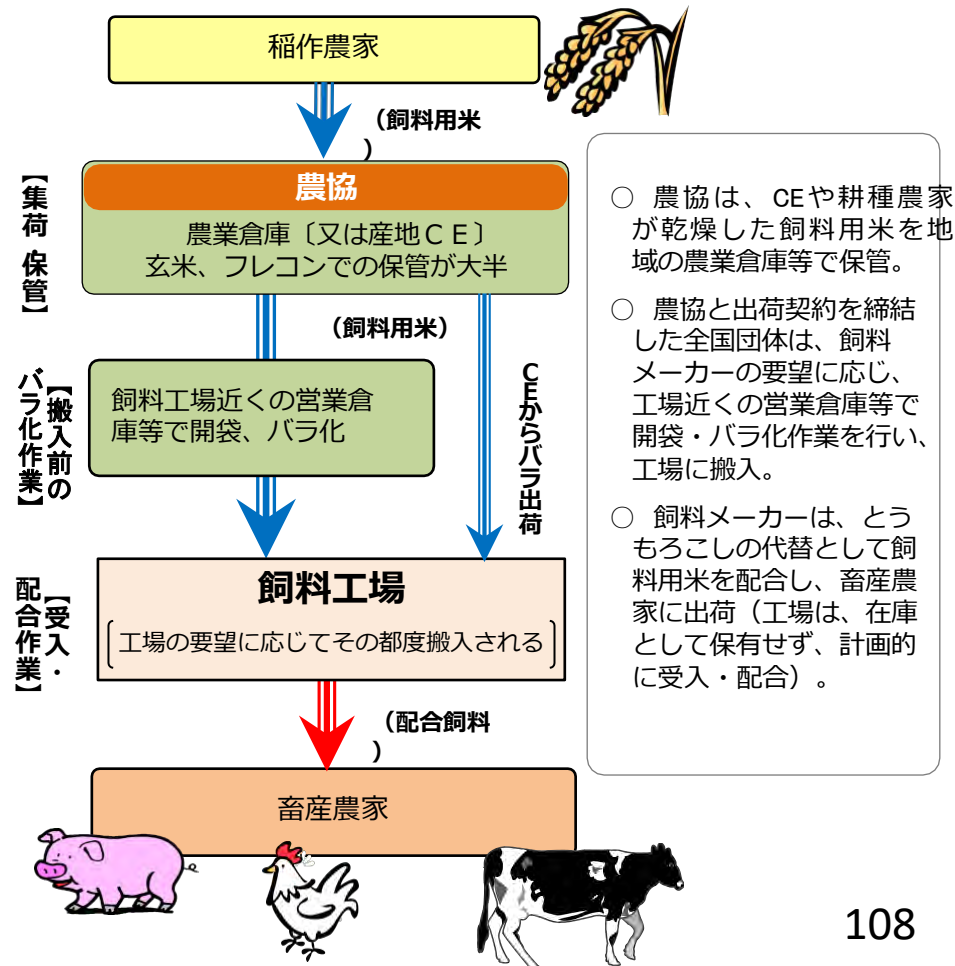 稲作農家
（飼料用米
）
【集荷・保管】
農協
農業倉庫〔又は産地ＣＥ〕
玄米、フレコンでの保管が大半
（飼料用米）
【搬入前の
バラ化作業】
飼料工場近くの営業倉
庫等で開袋、バラ化
ＣＥからバラ出荷
【受入・
配合作業】
飼料工場
〔工場の要望に応じてその都度搬入される〕
（配合飼料
）
畜産農家
○ 農協は、CEや耕種農家
が乾燥した飼料用米を地
域の農業倉庫等で保管。
○ 農協と出荷契約を締結
した全国団体は、飼料
メーカーの要望に応じ、
工場近くの営業倉庫等で
開袋・バラ化作業を行い、
工場に搬入。
○ 飼料メーカーは、とう
もろこしの代替として飼
料用米を配合し、畜産農
家に出荷（工場は、在庫
として保有せず、計画的
に受入・配合）。
108